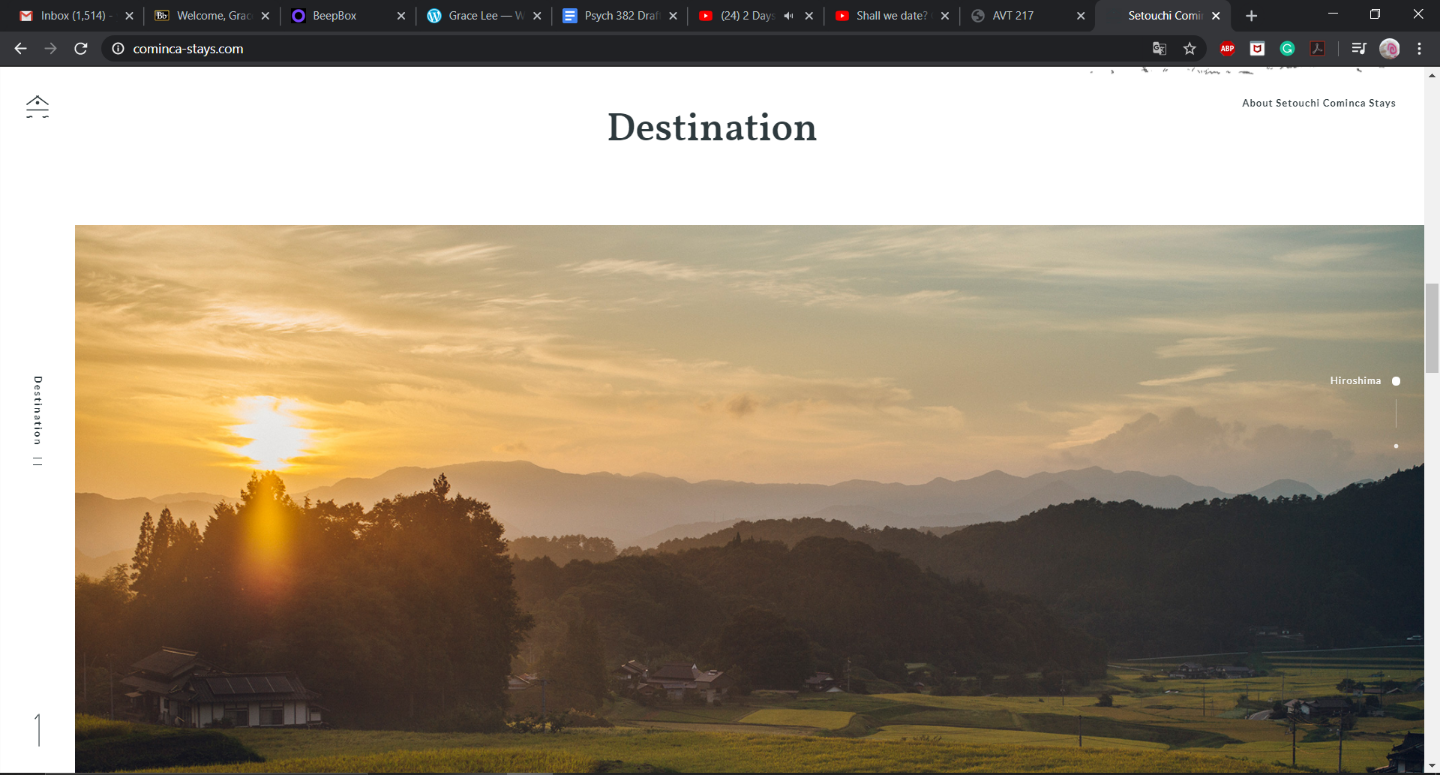 Inbox (1,514) -
Welcome, Grac
BeepBox
Grace Lee — W
Psych 382 Draf
(24) 2 Days
Shall we date?
AVT 217
Setouchi Comi
cominca-stays.com
ABP
About Setouchi Cominca Stays
Destination
Hiroshima
Destination